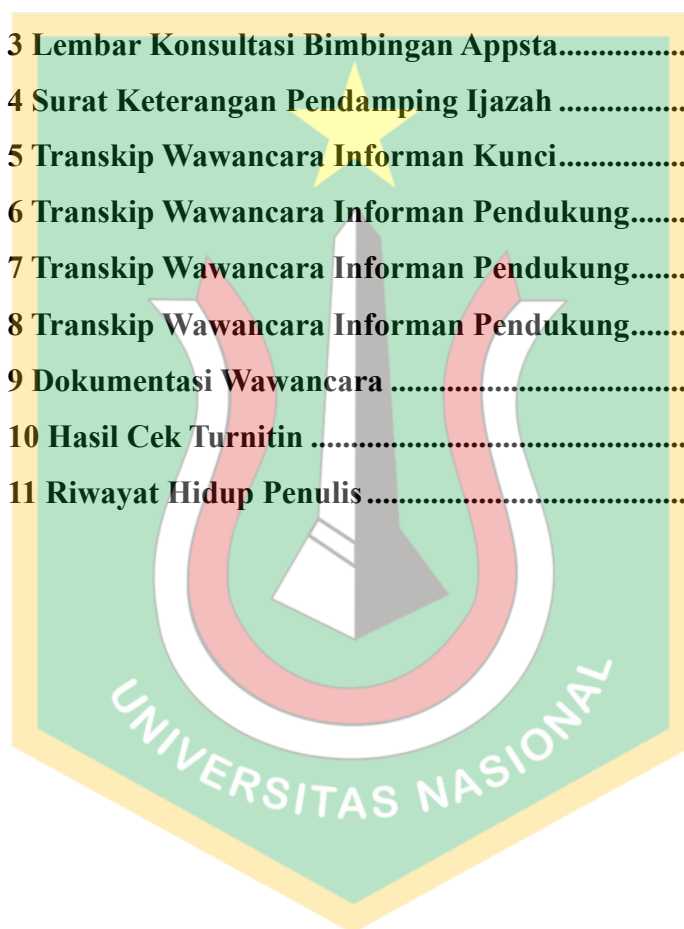 3 Lembar Konsultasi Bimbingan Appsta................
4 Surat Keterangan Pendamping Ijazah ................
5 Transkip Wawancara Informan Kunci................
6 Transkip Wawancara Informan Pendukung.......
7 Transkip Wawancara Informan Pendukung.......
8 Transkip Wawancara Informan Pendukung.......
9 Dokumentasi Wawancara .....................................
10 Hasil Cek Turnitin ...............................................
11 Riwayat Hidup Penulis ........................................
UNIVERSITAS NASIONAL